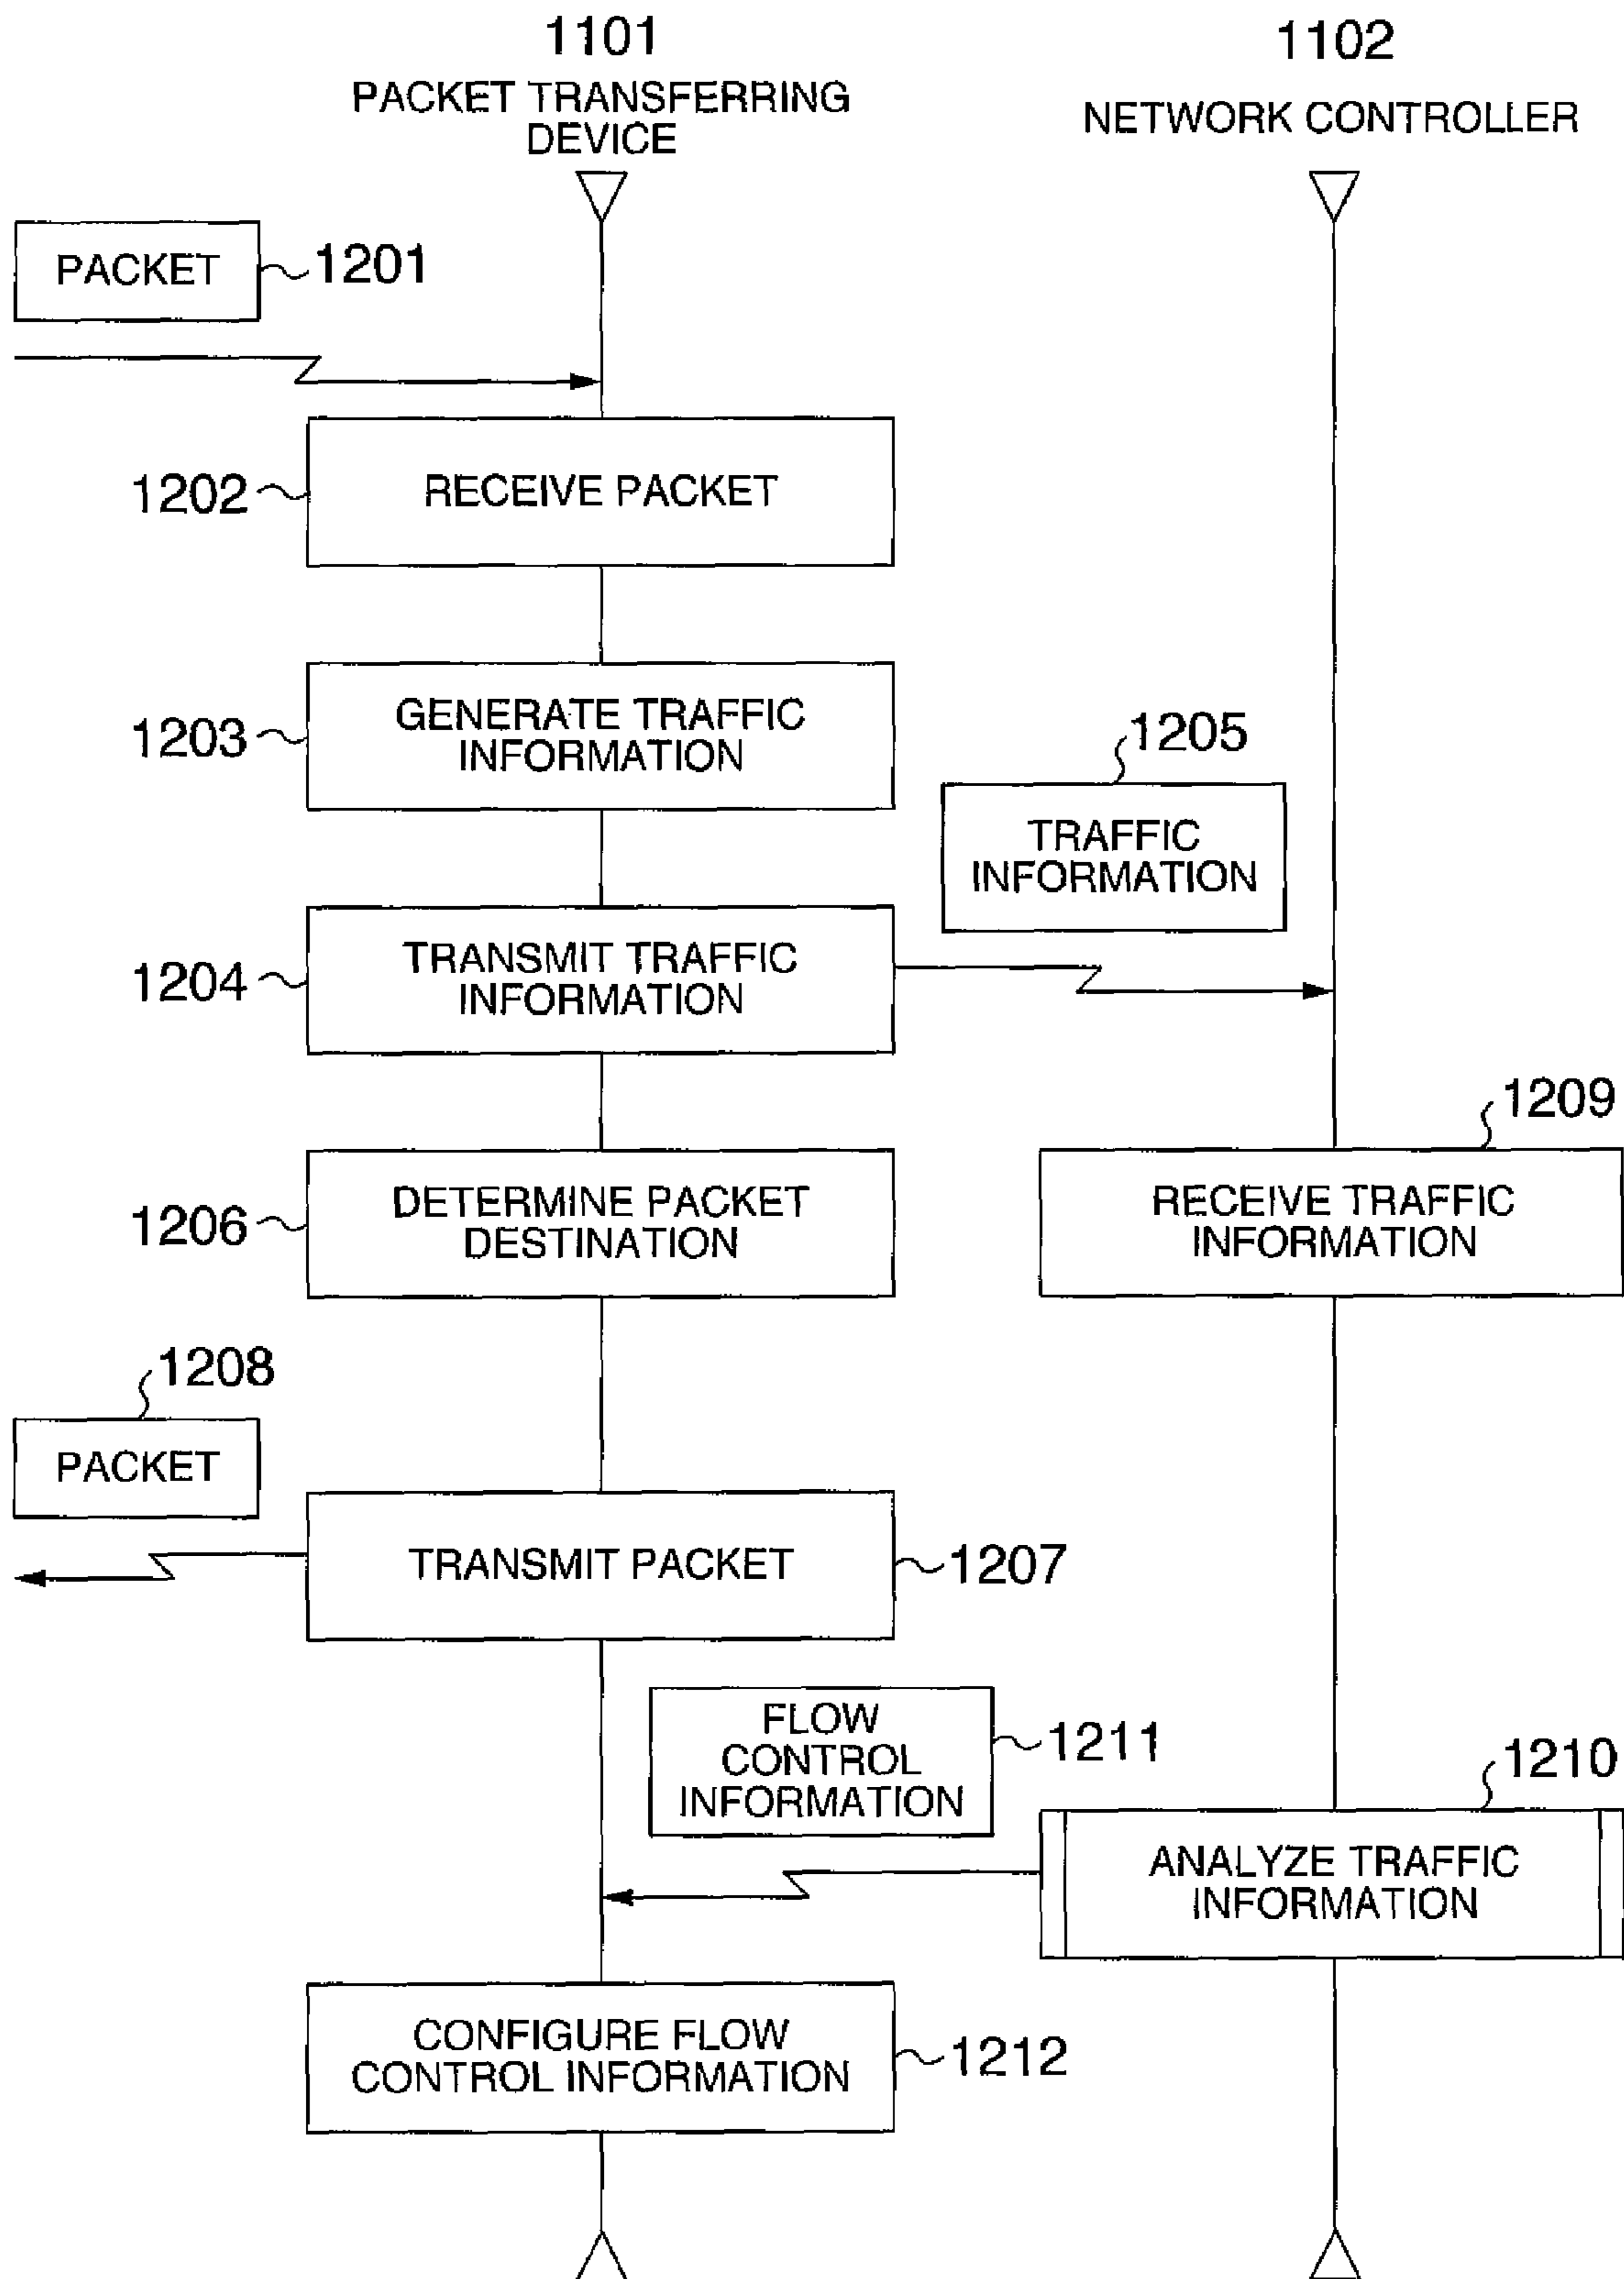 1101
PACKET TRANSFERRING
DEVICE
1102
NETWORK CONTROLLER
PACKET
1201
1202
RECEIVE PACKET
1203
GENERATE TRAFFIC
INFORMATION
1205
TRAFFIC
INFORMATION
1204
TRANSMIT TRAFFIC
INFORMATION
1209
RECEIVE TRAFFIC
INFORMATION
1206
DETERMINE PACKET
DESTINATION
1208
PACKET
TRANSMIT PACKET
1207
FLOW
CONTROL
INFORMATION
1211
1210
ANALYZE TRAFFIC
INFORMATION
CONFIGURE FLOW
CONTROL INFORMATION
1212